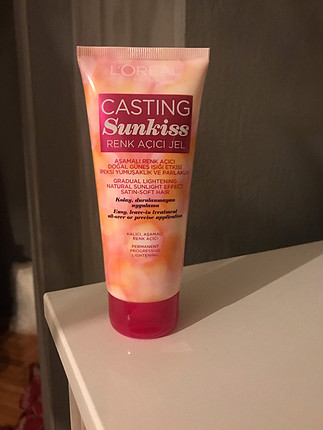 L'ORÉAL
CASTING
Sunkiss
RENK AÇICI JEL
AŞAMALI RENK AÇICI
DOĞAL GÜNEŞ IŞIĞI ETKİSİ
İPEKSİ YUMUŞAKLIK VE PARLAKLIK
GRADUAL LIGHTENING
NATURAL SUNLIGHT EFFECT
SATIN-SOFT HAIR
Kolay, durulanmayan
uygulama
Easy, leave-in treatment
all-over or precise application
KALICI, AŞAMALI
RENK AÇICI
PERMANENT
PROGRESSIVE
LIGHTENING